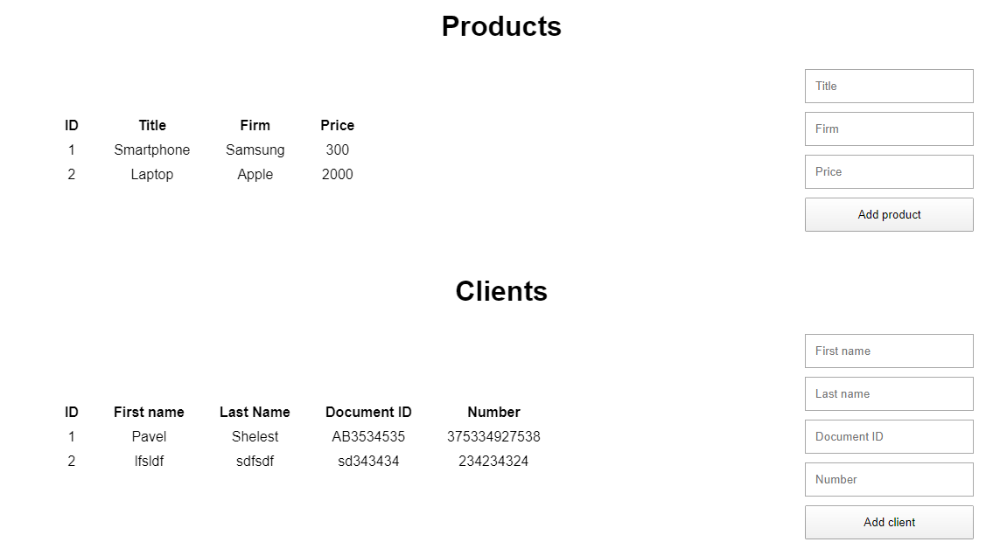 Products
Title
Firm
Price
Add product
ID Title Firm Price
1 Smartphone Samsung 300
2 Laptop Apple 2000
Clients
First name
Last name
Document ID
Number
Add client
ID First name Last Name Document ID Number
1 Pavel Shelest AB3534535 375334927538
2 lfsldf sdfsdf sd343434 234234324